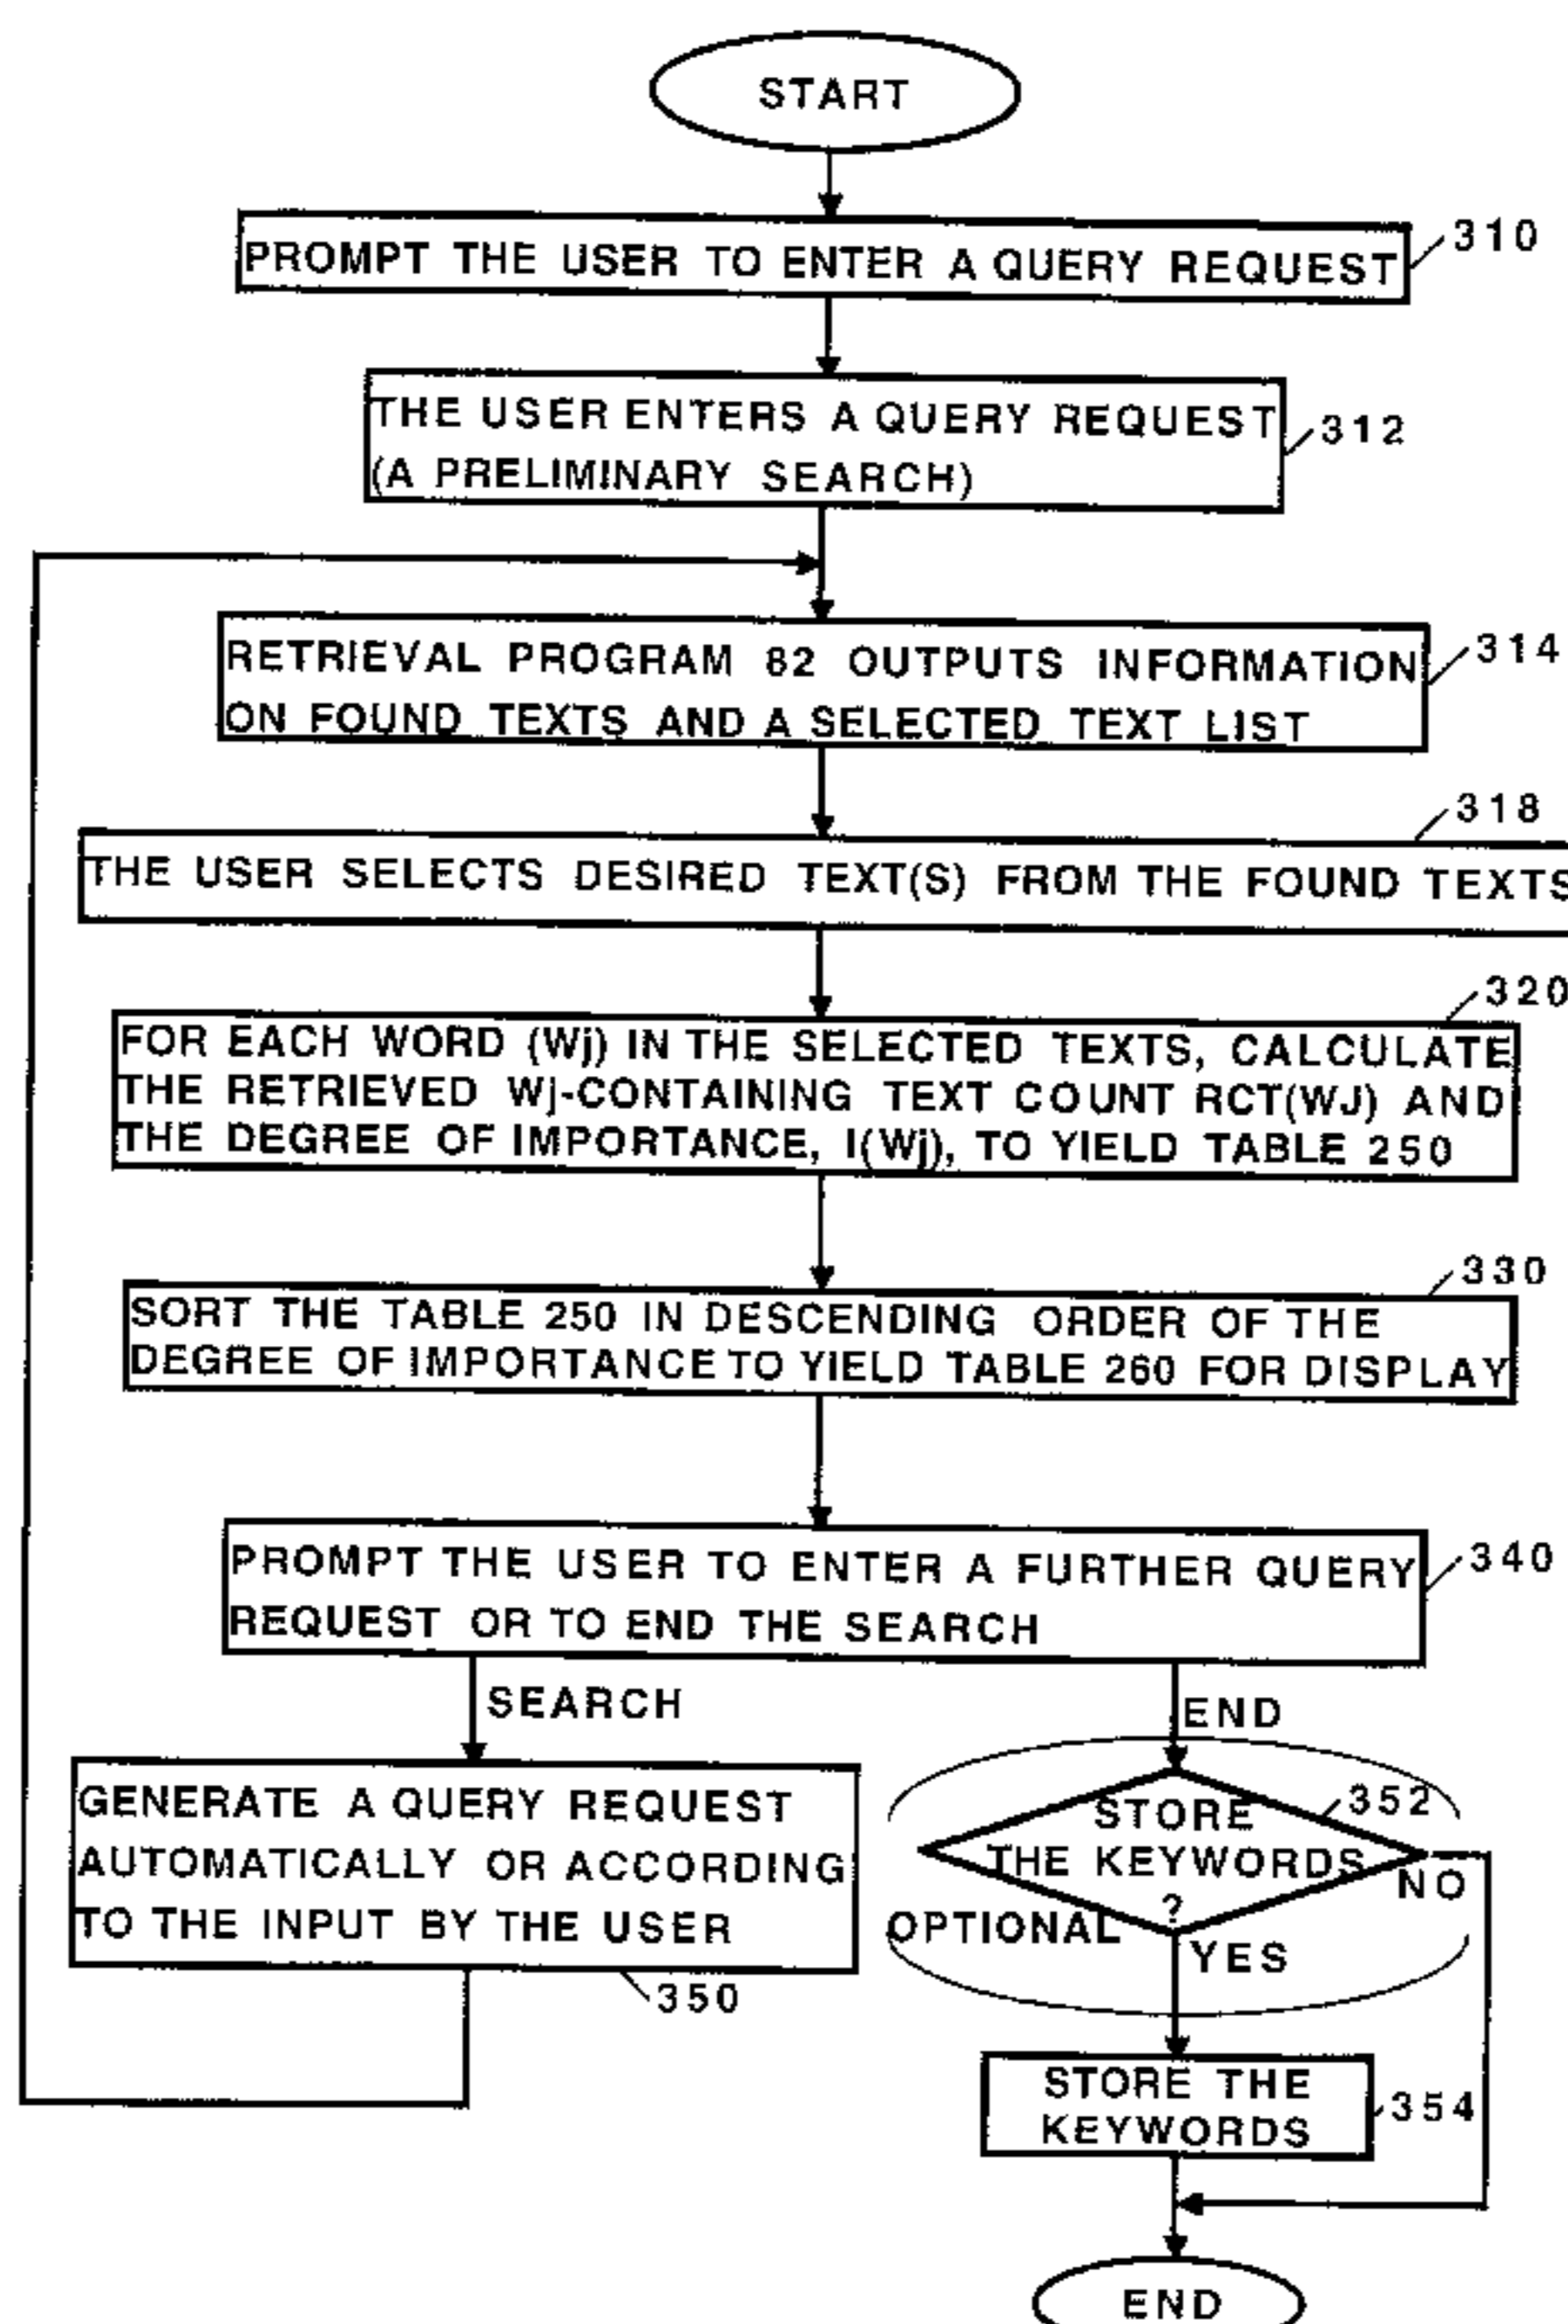 START
PROMPT THE USER TO ENTER A QUERY REQUEST
310
THE USER ENTERS A QUERY REQUEST
(A PRELIMINARY SEARCH)
312
RETRIEVAL PROGRAM 82 OUTPUTS INFORMATION
ON FOUND TEXTS AND A SELECTED TEXT LIST
314
318
THE USER SELECTS DESIRED TEXT(S) FROM THE FOUND TEXTS
320
FOR EACH WORD (Wj) IN THE SELECTED TEXTS, CALCULATE
THE RETRIEVED Wj-CONTAINING TEXT COUNT RCT(WJ) AND
THE DEGREE OF IMPORTANCE, I(Wj), TO YIELD TABLE 250
330
SORT THE TABLE 250 IN DESCENDING ORDER OF THE
DEGREE OF IMPORTANCE TO YIELD TABLE 260 FOR DISPLAY
PROMPT THE USER TO ENTER A FURTHER QUERY
REQUEST OR TO END THE SEARCH
340
SEARCH
END
GENERATE A QUERY REQUEST
AUTOMATICALLY OR ACCORDING
TO THE INPUT BY THE USER
350
STORE
THE KEYWORDS
?
352
NO
OPTIONAL
YES
STORE THE
KEYWORDS
354
END